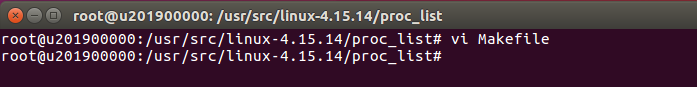 root@u201900000: /usr/src/linux-4.15.14/proc_list
root@u201900000:/usr/src/linux-4.15.14/proc_list# vi Makefile
root@u201900000:/usr/src/linux-4.15.14/proc_list#